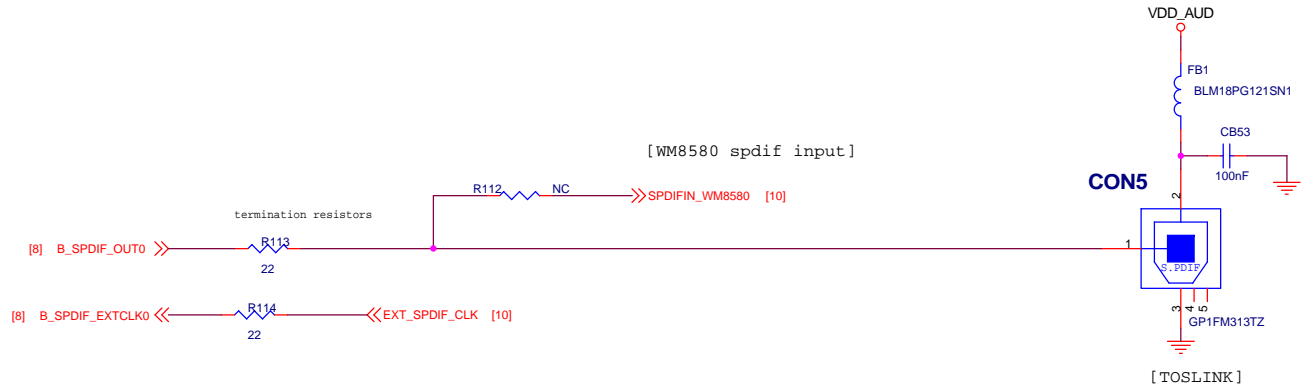 VDD_AUD
FB1
BLM18PG121SN1
CB53
100nF
[WM8580 spdif input]
CON5
R112 NC SPDIFIN_WM8580 [10]
2
termination resistors
[8] B_SPDIF_OUT0 R113 1
22
S.PDIF
[8] B_SPDIF_EXTCLK0 R114 EXT_SPDIF_CLK [10]
22
3 4 5
GP1FM313TZ
[TOSLINK]